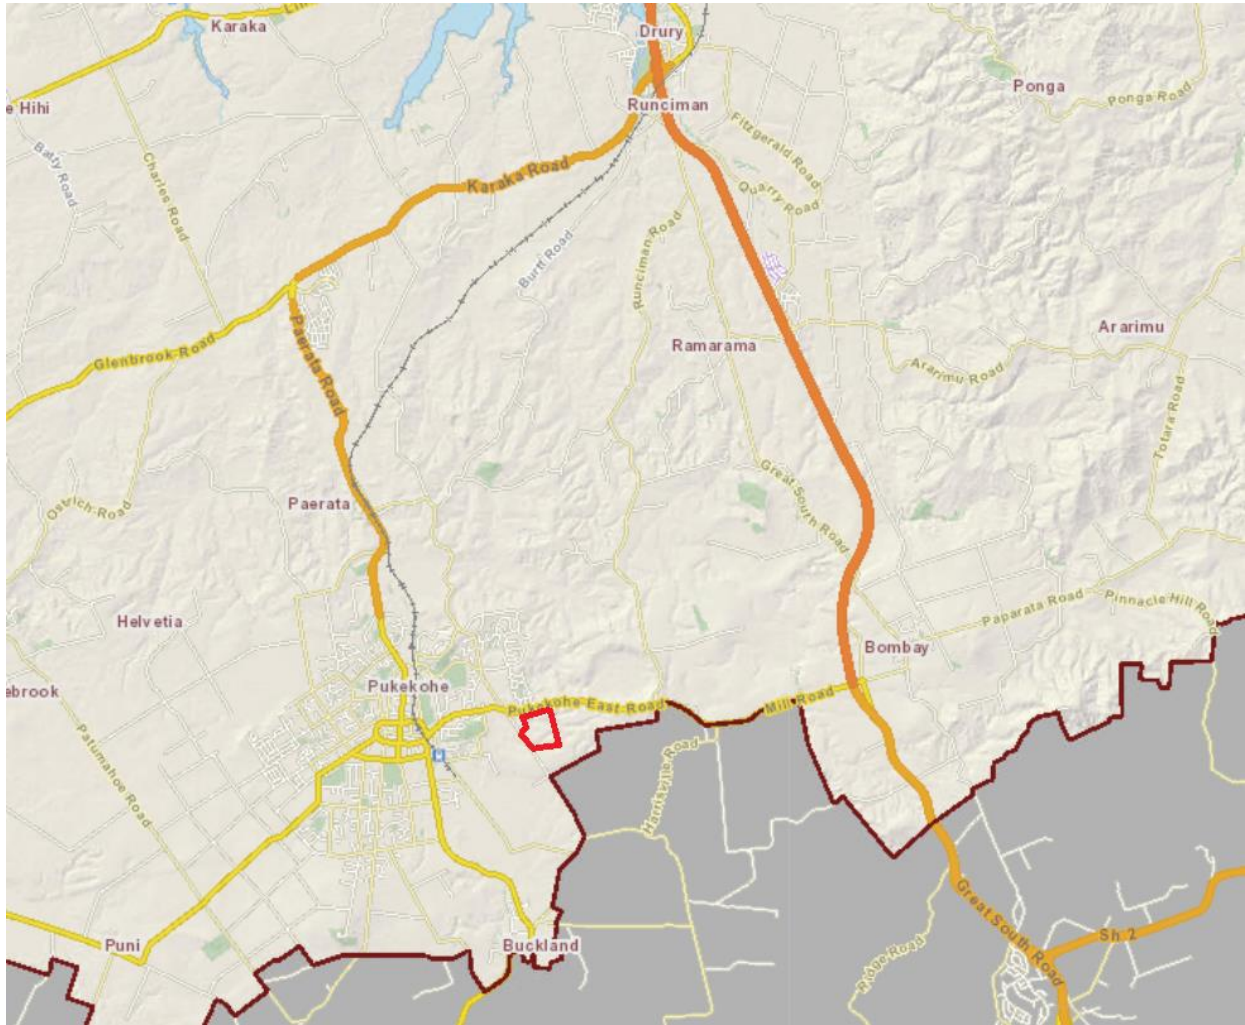 Karaka
Drury
Ponga
Ponga Road
e Hihi
Runciman
Batty Road
Charles Road
Fitzgerald Road
Karaka Road
Quarry Road
Burtt Road
Runciman Road
Ararimu
Glenbrook Road
Paerata Road
Ramarama
Ararimu Road
Totara Road
Great South Road
Ostrich Road
Paerata
Paparata Road
Pinnacle Hill Road
Helvetia
Bombay
ebrook
Pukekohe
Pukekohe East Road
Mill Road
Patumahoe Road
Harrisville Road
Puni
Buckland
Ridge Road
Great South Road
Sh 2